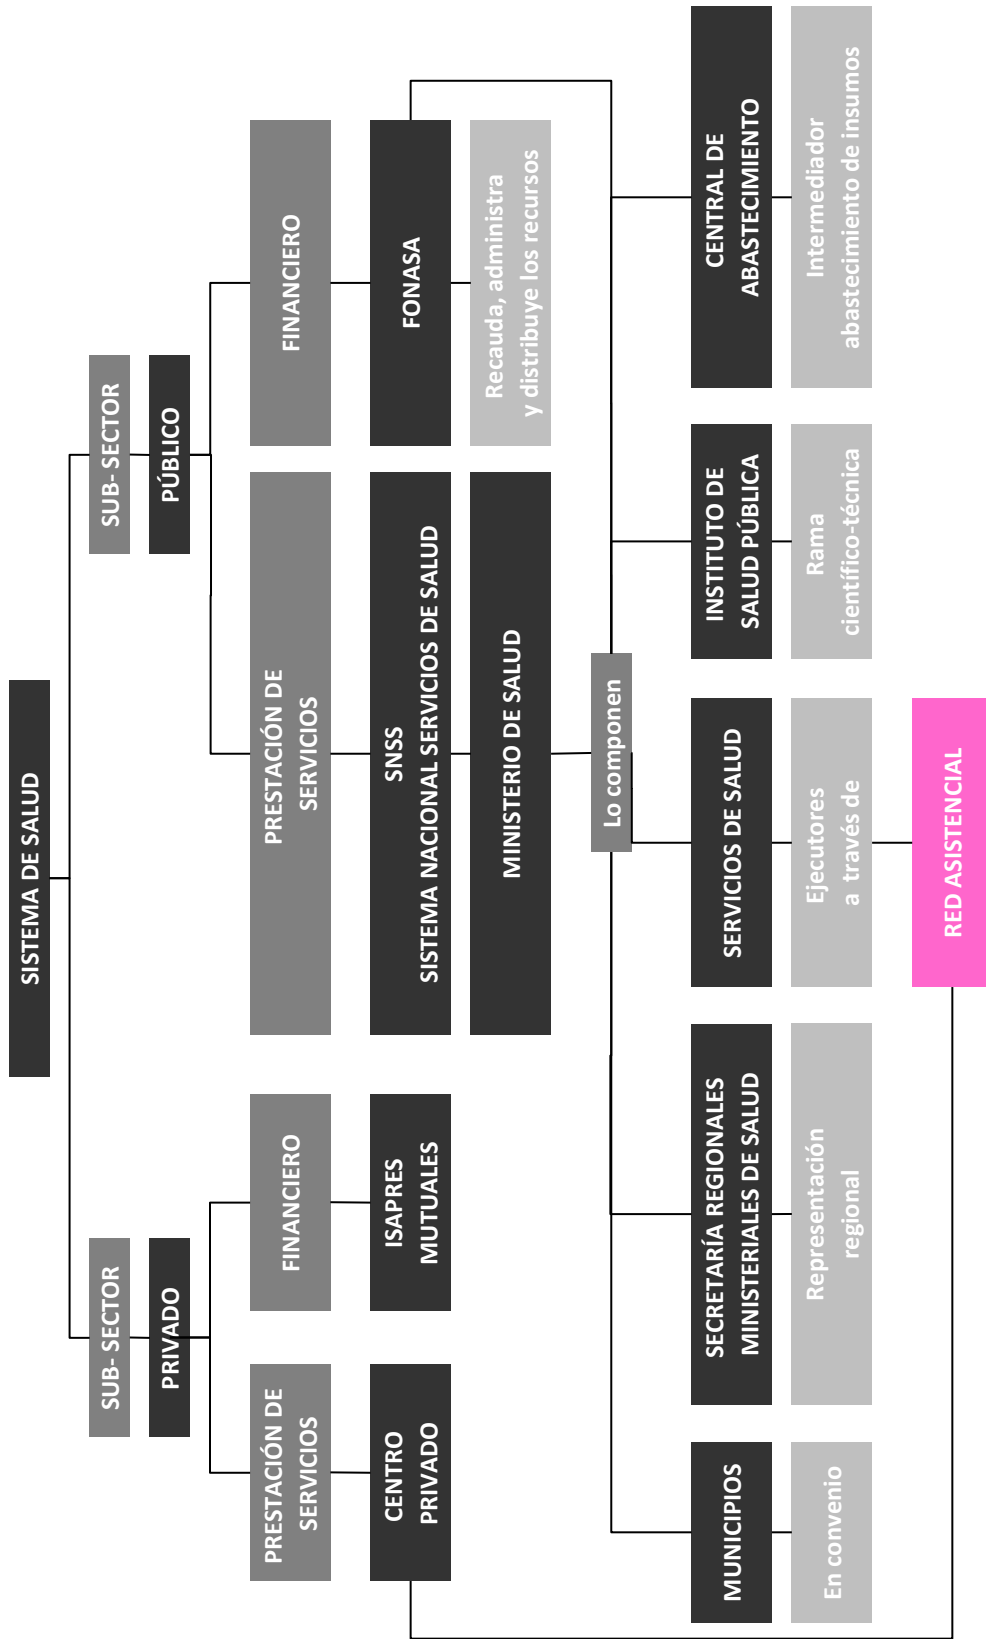 SISTEMA DE SALUD
SUB- SECTOR
PRIVADO
SUB- SECTOR
PÚBLICO
PRESTACIÓN DE
SERVICIOS
FINANCIERO
PRESTACIÓN DE
SERVICIOS
FINANCIERO
CENTRO
PRIVADO
ISAPRES
MUTUALES
SNSS
SISTEMA NACIONAL SERVICIOS DE SALUD
FONASA
MINISTERIO DE SALUD
Recauda, administra
y distribuye los recursos
Lo componen
MUNICIPIOS
SECRETARÍA REGIONALES
MINISTERIALES DE SALUD
SERVICIOS DE SALUD
INSTITUTO DE
SALUD PÚBLICA
CENTRAL DE
ABASTECIMIENTO
En convenio
Representación
regional
Ejecutores
a través de
Rama
científico-técnica
Intermediador
abastecimiento de insumos
RED ASISTENCIAL